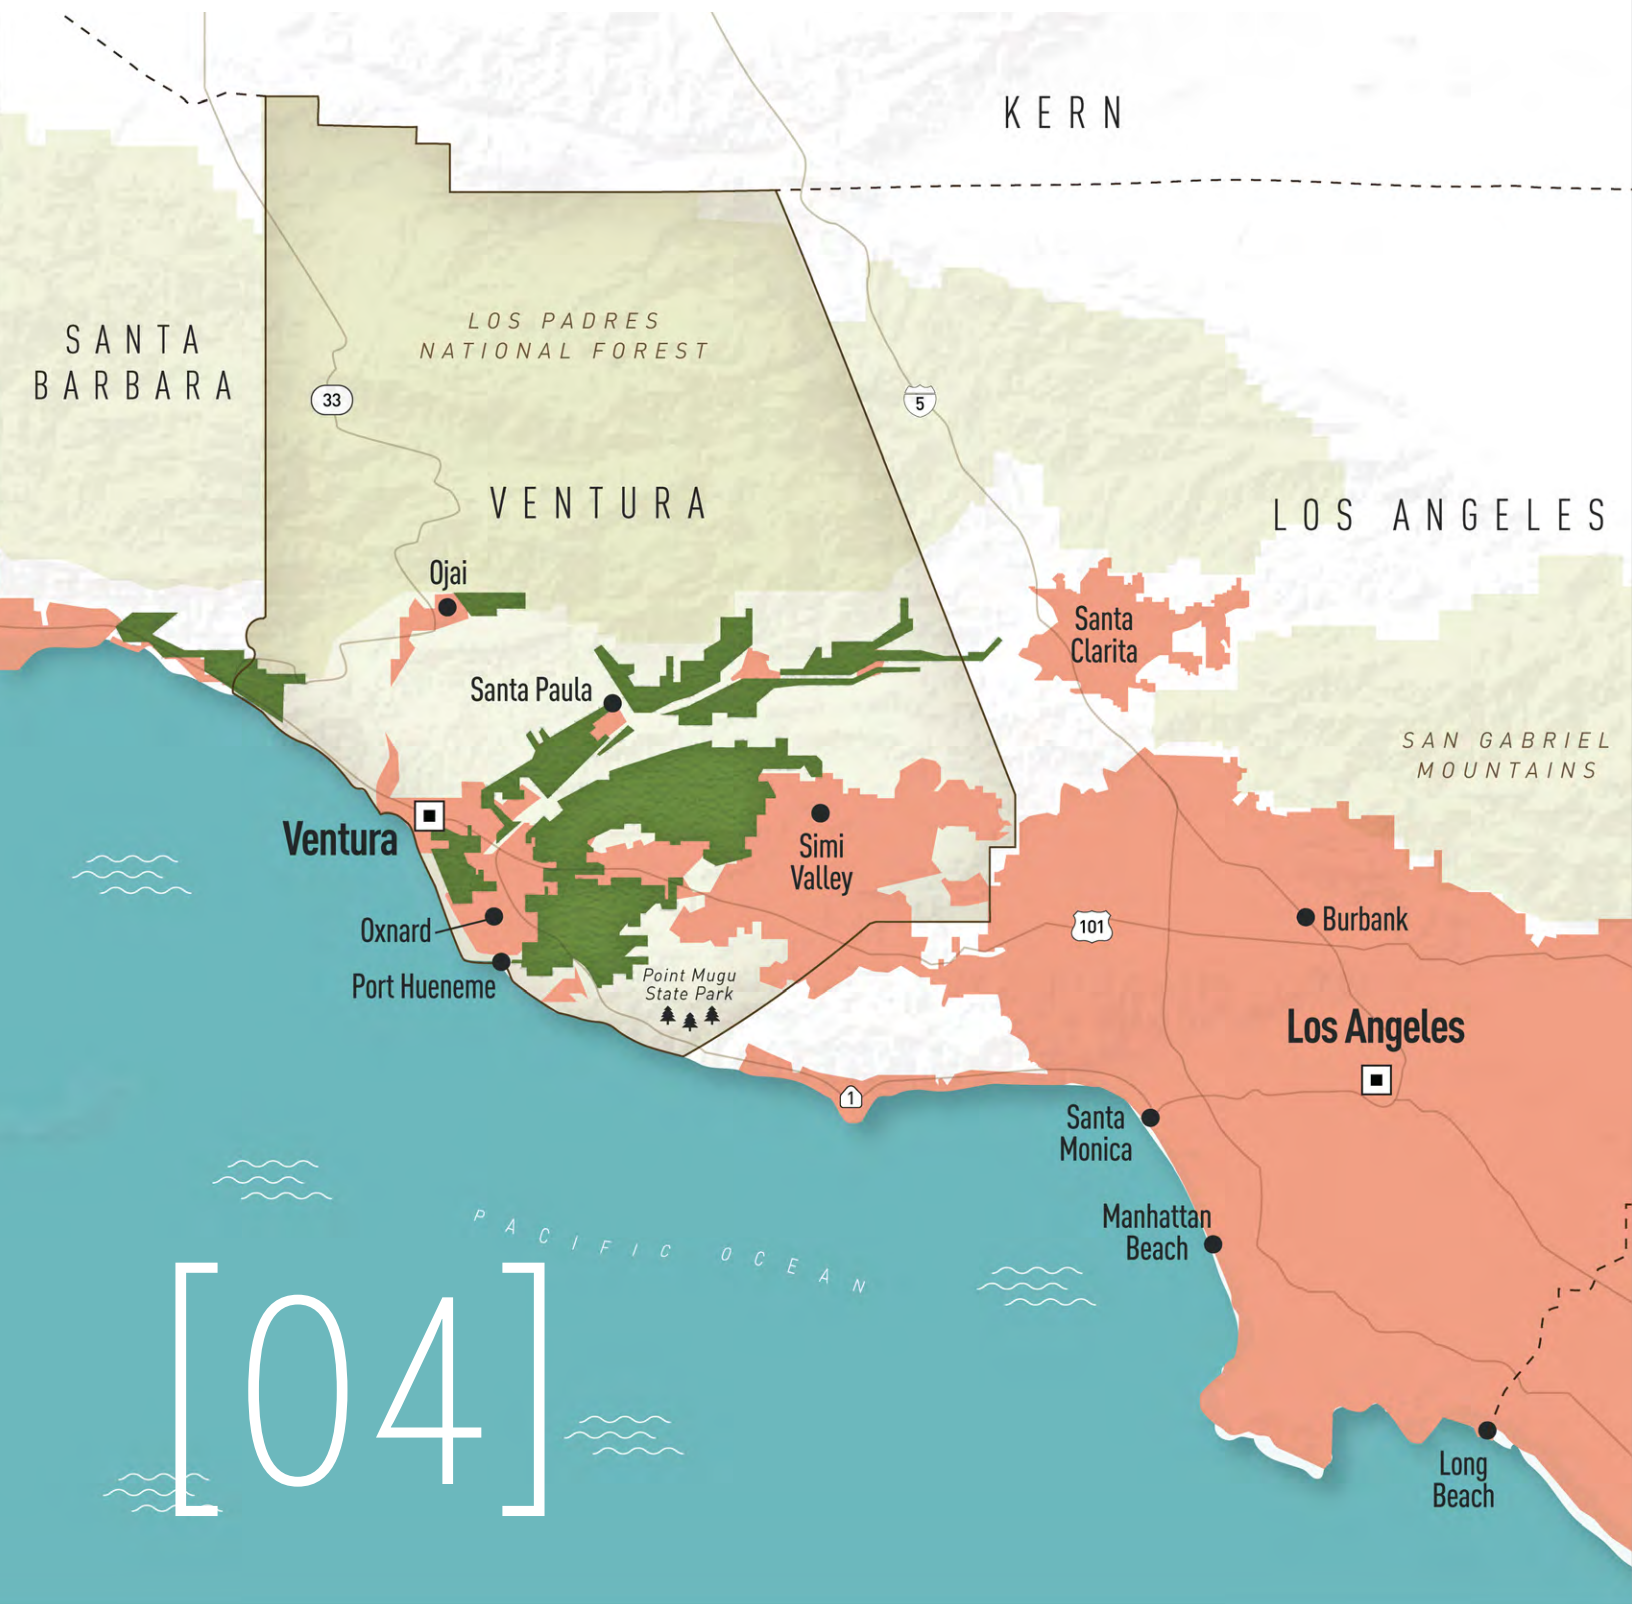 KERN
SANTA
BARBARA
LOS PADRES
NATIONAL FOREST
33
5
VENTURA
LOS ANGELES
Ojai
Santa
Clarita
Santa Paula
SAN GABRIEL
MOUNTAINS
Ventura
Simi
Valley
Oxnard
101
Burbank
Port Hueneme
Point Mugu
State Park
Los Angeles
1
Santa
Monica
Manhattan
Beach
PACIFIC OCEAN
[04]
Long
Beach